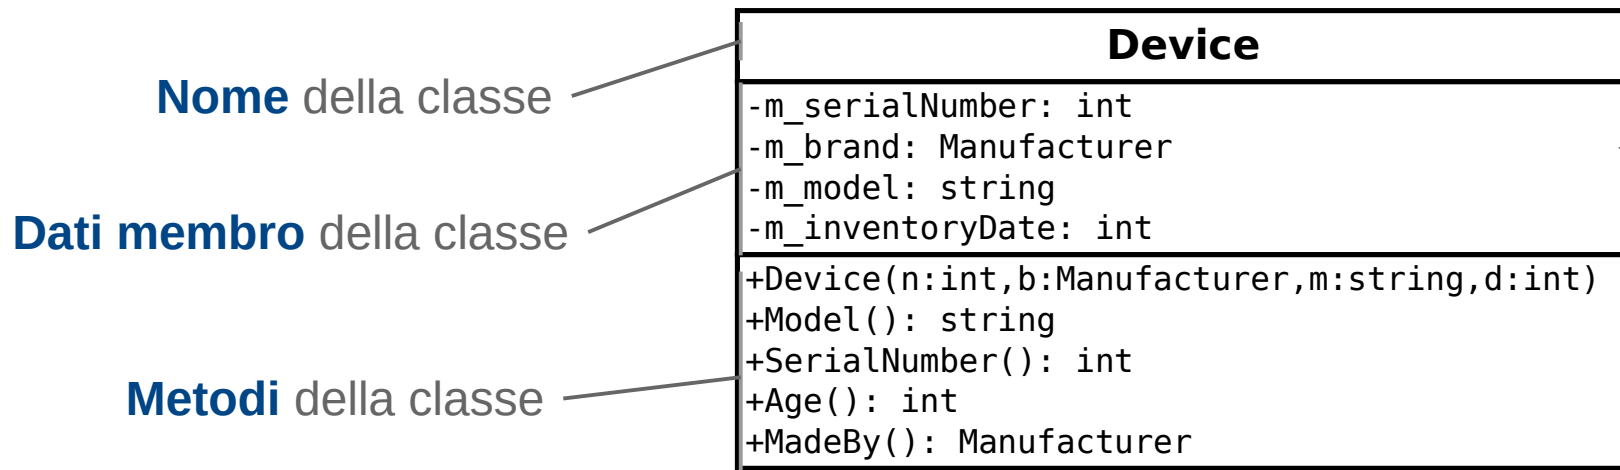 Device
Nome della classe
-m_serialNumber: int
-m_brand: Manufacturer
-m_model: string
-m_inventoryDate: int
Dati membro della classe
+Device(n:int,b:Manufacturer,m:string,d:int)
+Model(): string
+SerialNumber(): int
+Age(): int
+MadeBy(): Manufacturer
Metodi della classe